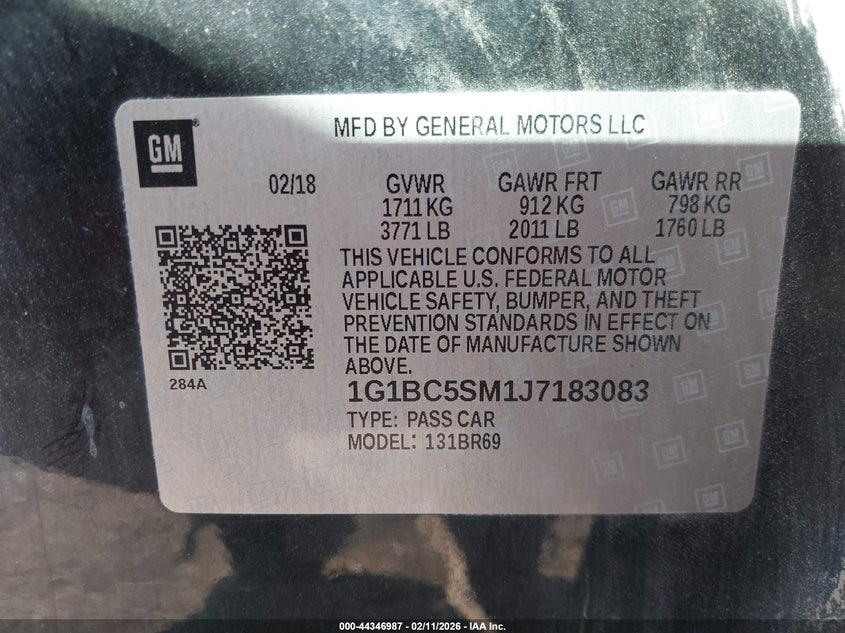 GM
MFD BY GENERAL MOTORS LLC
02/18
GVWR
1711 KG
3771 LB
GAWR FRT
912 KG
2011 LB
GAWR RR
798 KG
1760 LB
THIS VEHICLE CONFORMS TO ALL
APPLICABLE U.S. FEDERAL MOTOR
VEHICLE SAFETY, BUMPER, AND THEFT
PREVENTION STANDARDS IN EFFECT ON
THE DATE OF MANUFACTURE SHOWN
ABOVE.
284A
1G1BC5SM1J7183083
TYPE: PASS CAR
MODEL: 131BR69
000-44346987 - 02/11/2026 - IAA Inc.